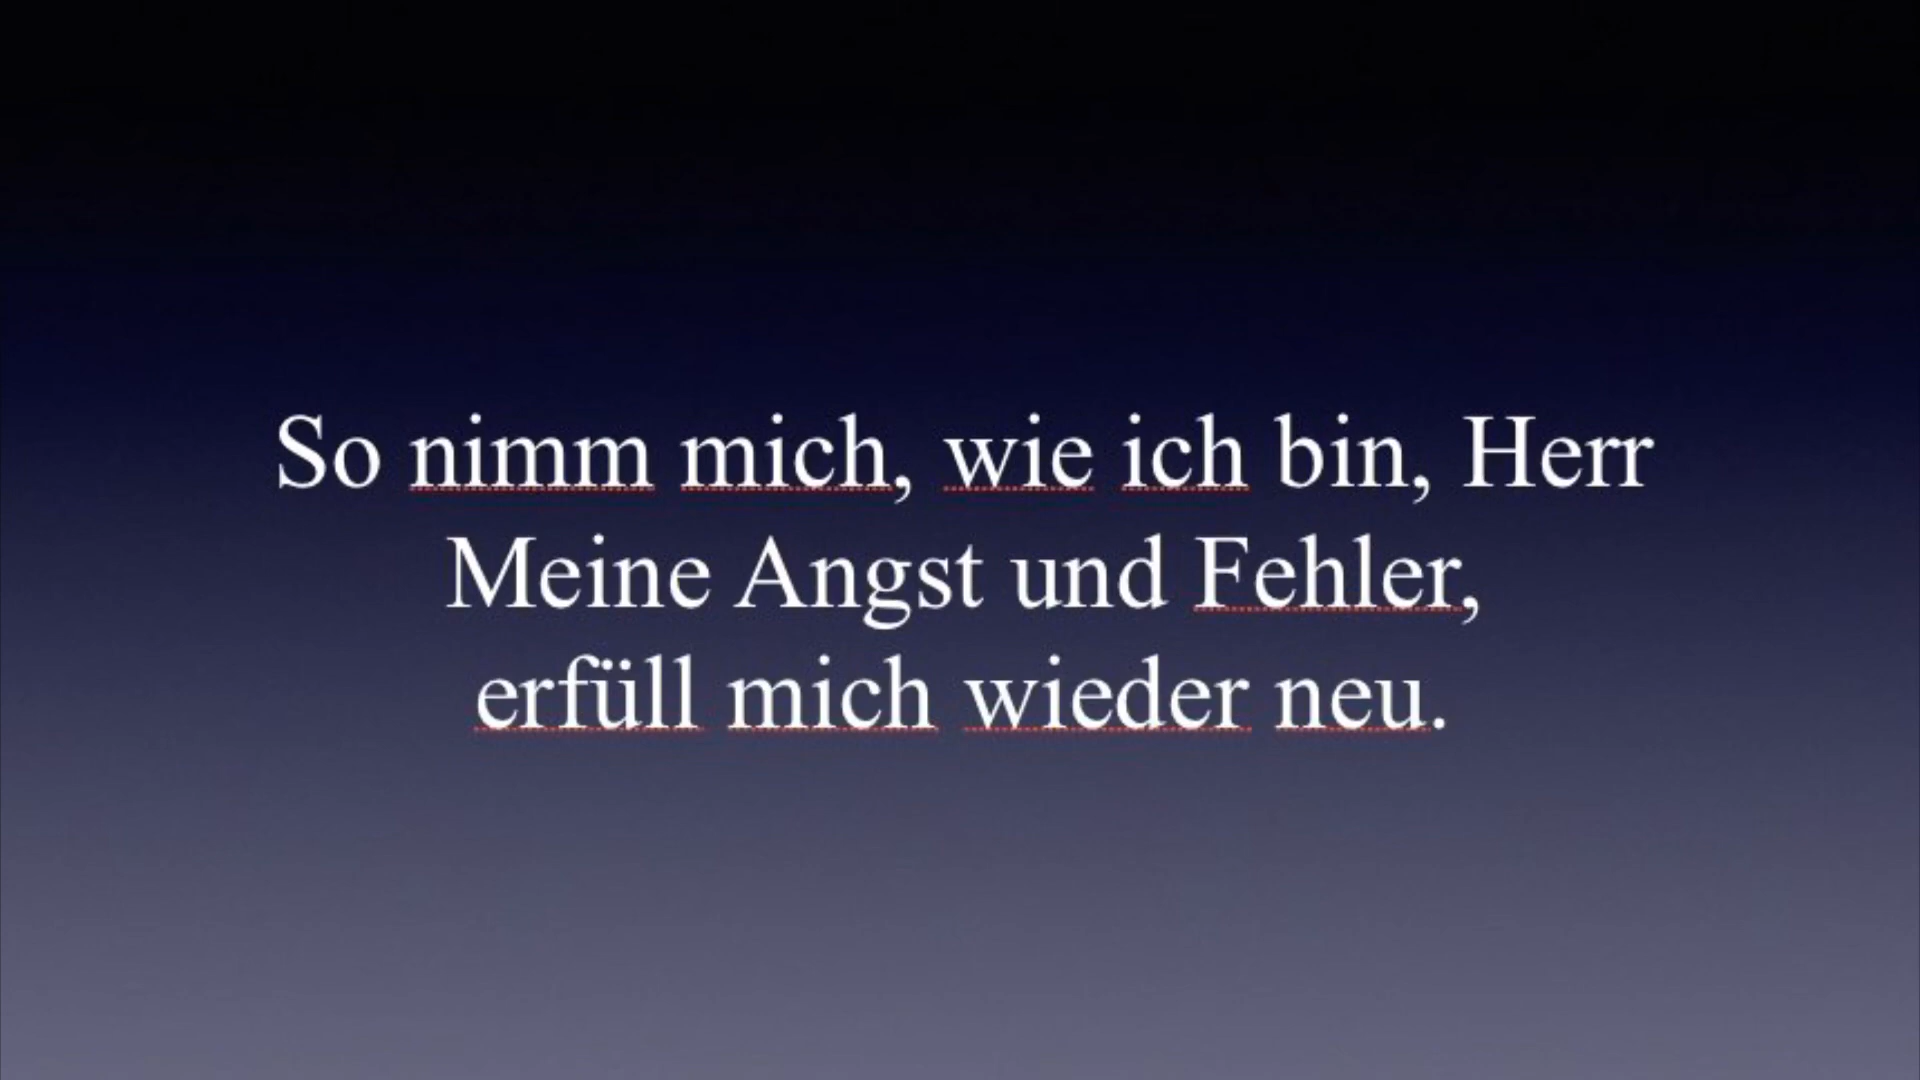 So nimm mich, wie ich bin, Herr
Meine Angst und Fehler,
erfüll mich wieder neu.